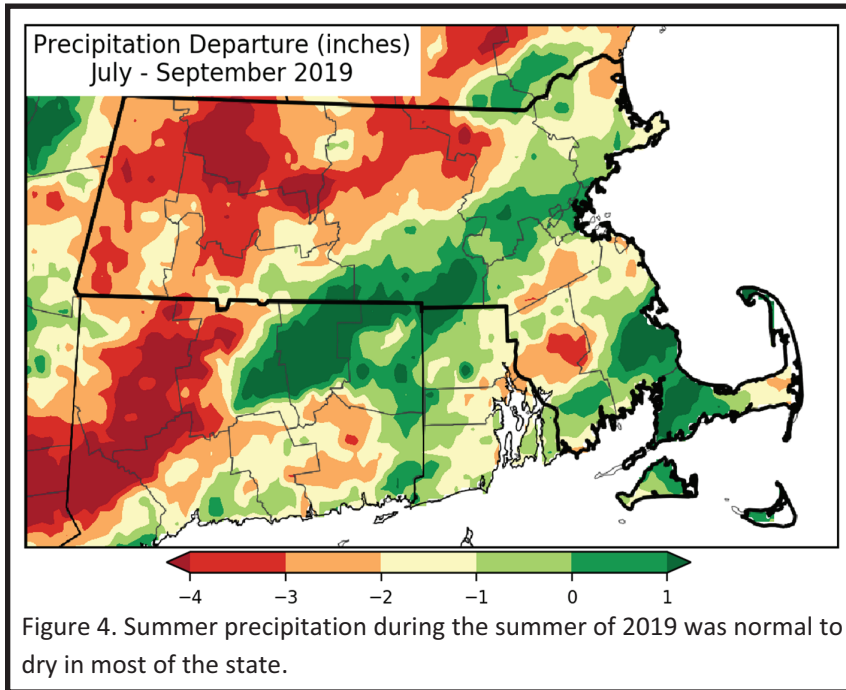 Precipitation Departure (inches)
July - September 2019
−4 −3 −2 −1 0 1
Figure 4. Summer precipitation during the summer of 2019 was normal to
dry in most of the state.